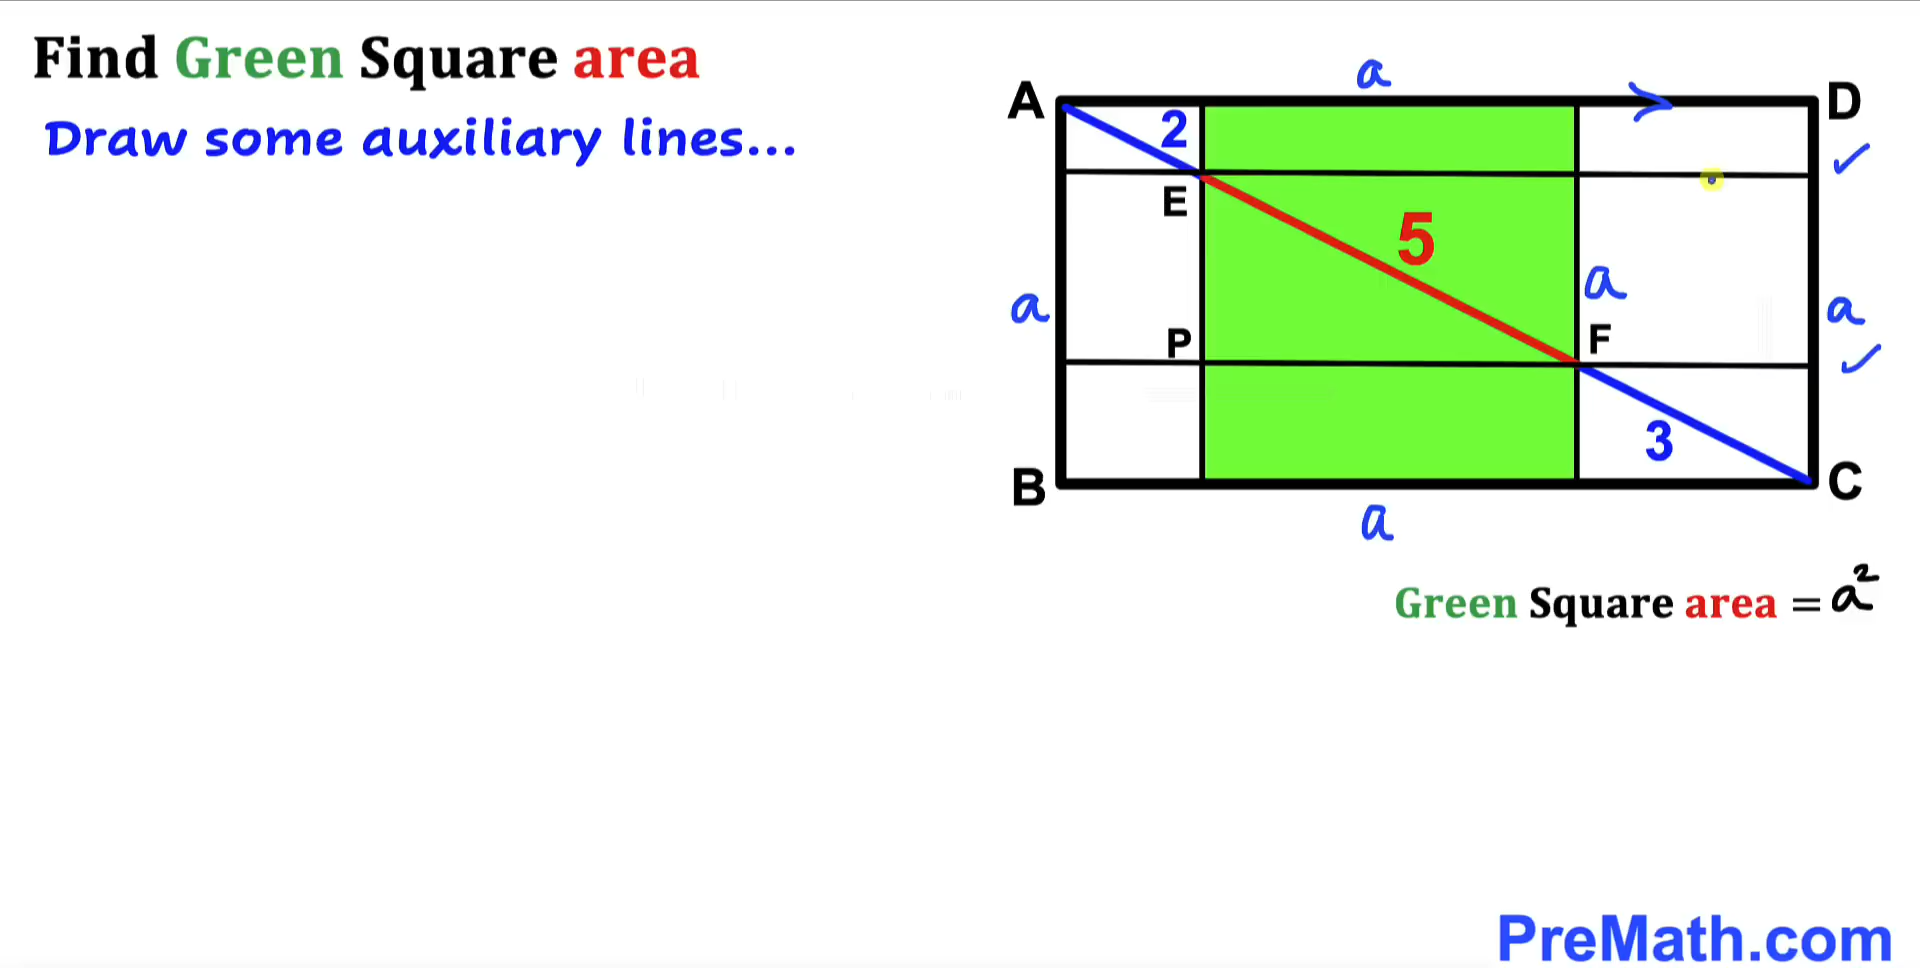 Find Green Square area
Draw some auxiliary lines...
a
A
D
2
E
5
a
a
a
P
F
3
B
C
a
Green Square area = a²
PreMath.com